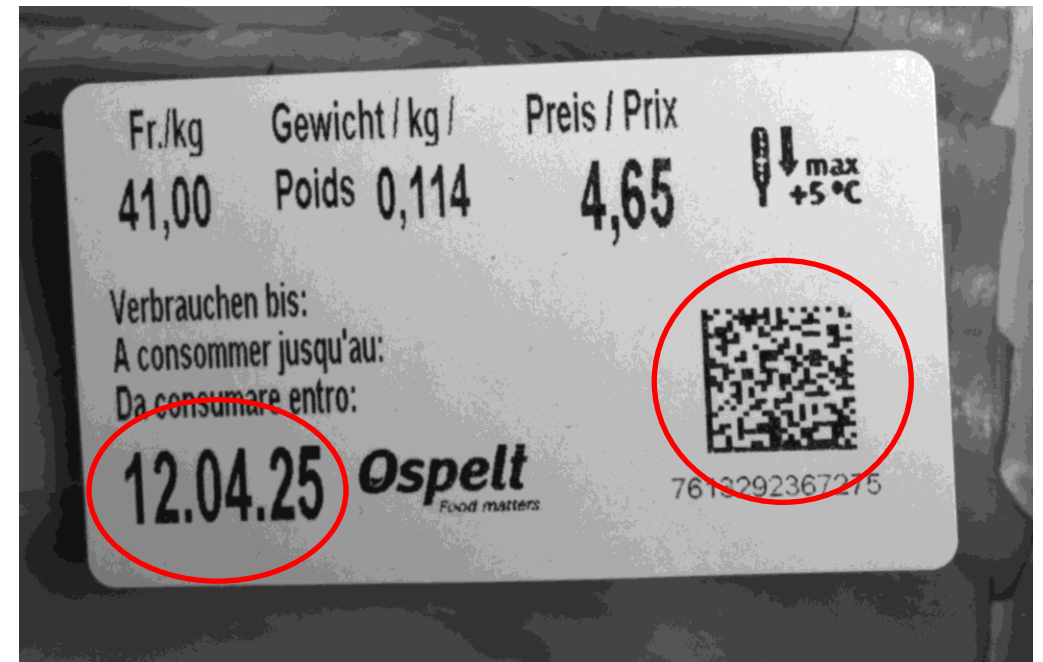 Fr./kg Gewicht / kg / Preis / Prix
41,00 Poids 0,114 4,65
max
+5 °C
Verbrauchen bis:
A consommer jusqu'au:
Da consumare entro:
12.04.25 Ospelt
Food matters
7613292367275